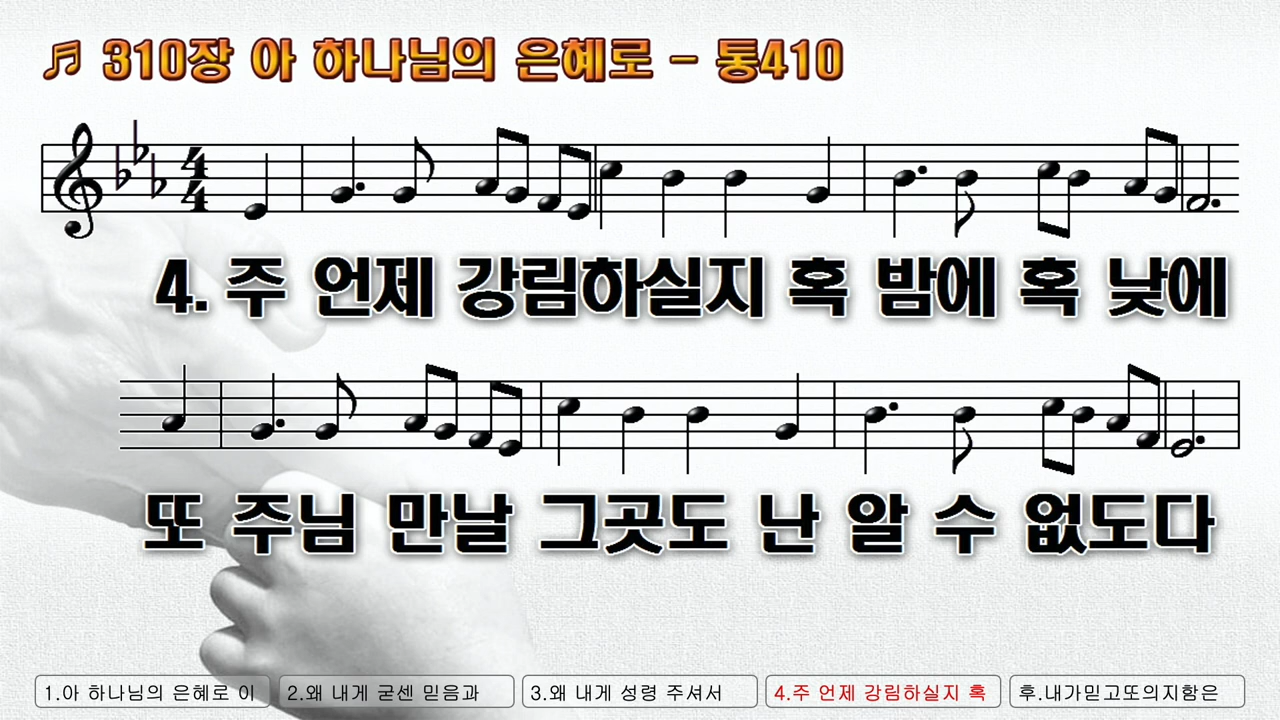 ♬ 310장 아 하나님의 은혜로 - 통410
4. 주 언제 강림하실지 혹 밤에 혹 낮에
또 주님 만날 그곳도 난 알 수 없도다
1.아 하나님의 은혜로 이
2.왜 내게 굳센 믿음과
3.왜 내게 성령 주셔서
4.주 언제 강림하실지 혹
후.내가믿고또의지함은